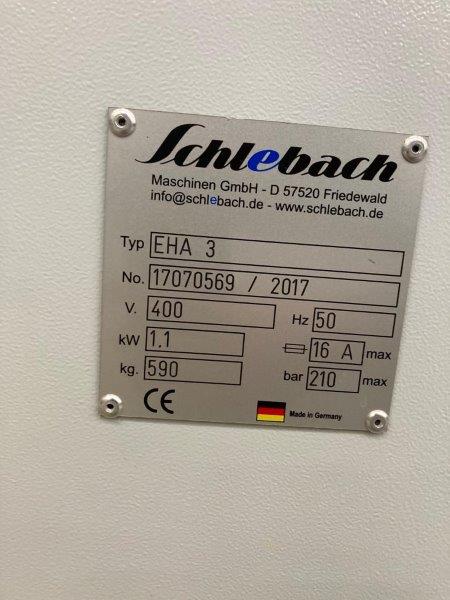 Schlebach
Maschinen GmbH - D 57520 Friedewald
info@schlebach.de - www.schlebach.de
Typ EHA 3
No. 17070569 / 2017
V. 400 Hz 50
kW 1.1 16 A max
kg. 590 bar 210 max
CE Made in Germany